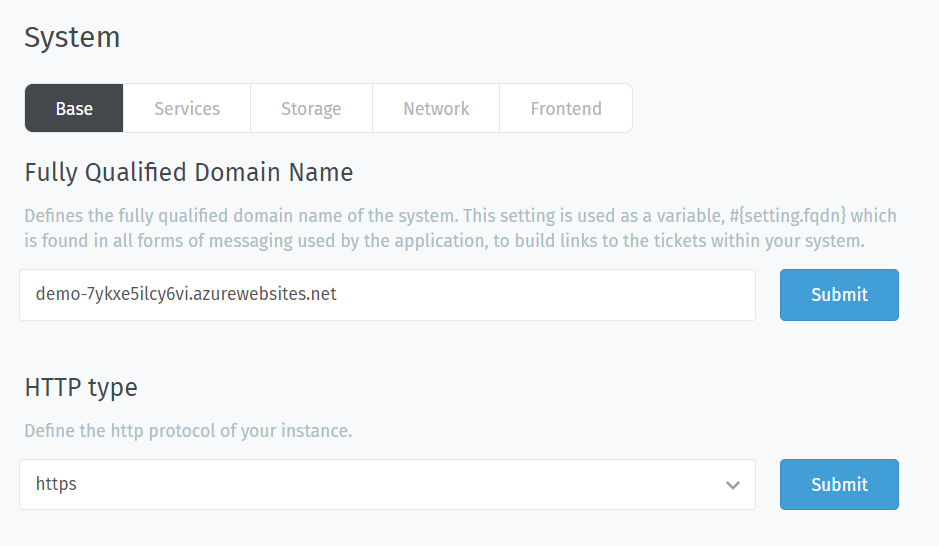 System
Base Services Storage Network Frontend
Fully Qualified Domain Name
Defines the fully qualified domain name of the system. This setting is used as a variable, #{setting.fqdn} which
is found in all forms of messaging used by the application, to build links to the tickets within your system.
demo-7ykxe5ilcy6vi.azurewebsites.net Submit
HTTP type
Define the http protocol of your instance.
https Submit